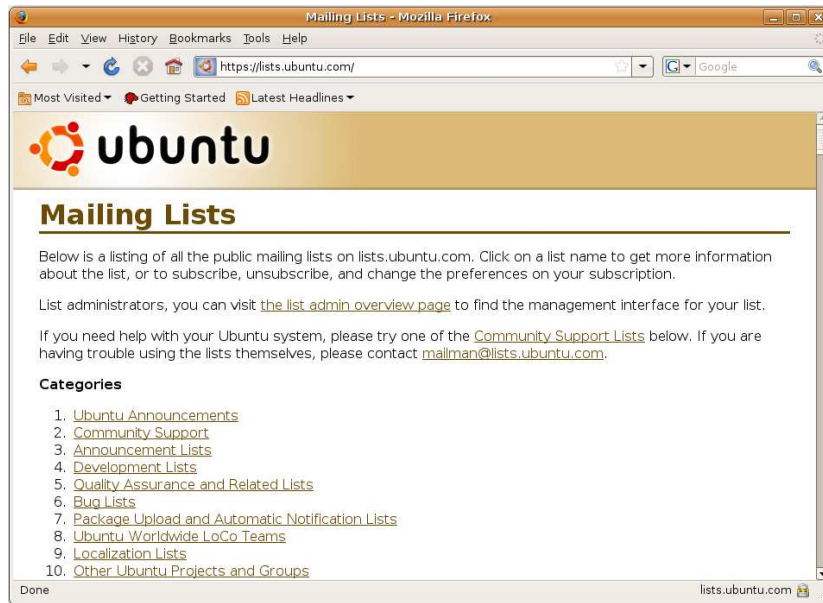 Mailing Lists - Mozilla Firefox
File Edit View History Bookmarks Tools Help
https://lists.ubuntu.com/ G Google
Most Visited Getting Started Latest Headlines
ubuntu
Mailing Lists
Below is a listing of all the public mailing lists on lists.ubuntu.com. Click on a list name to get more information
about the list, or to subscribe, unsubscribe, and change the preferences on your subscription.
List administrators, you can visit the list admin overview page to find the management interface for your list.
If you need help with your Ubuntu system, please try one of the Community Support Lists below. If you are
having trouble using the lists themselves, please contact mailman@lists.ubuntu.com.
Categories
1. Ubuntu Announcements
2. Community Support
3. Announcement Lists
4. Development Lists
5. Quality Assurance and Related Lists
6. Bug Lists
7. Package Upload and Automatic Notification Lists
8. Ubuntu Worldwide LoCo Teams
9. Localization Lists
10. Other Ubuntu Projects and Groups
Done lists.ubuntu.com